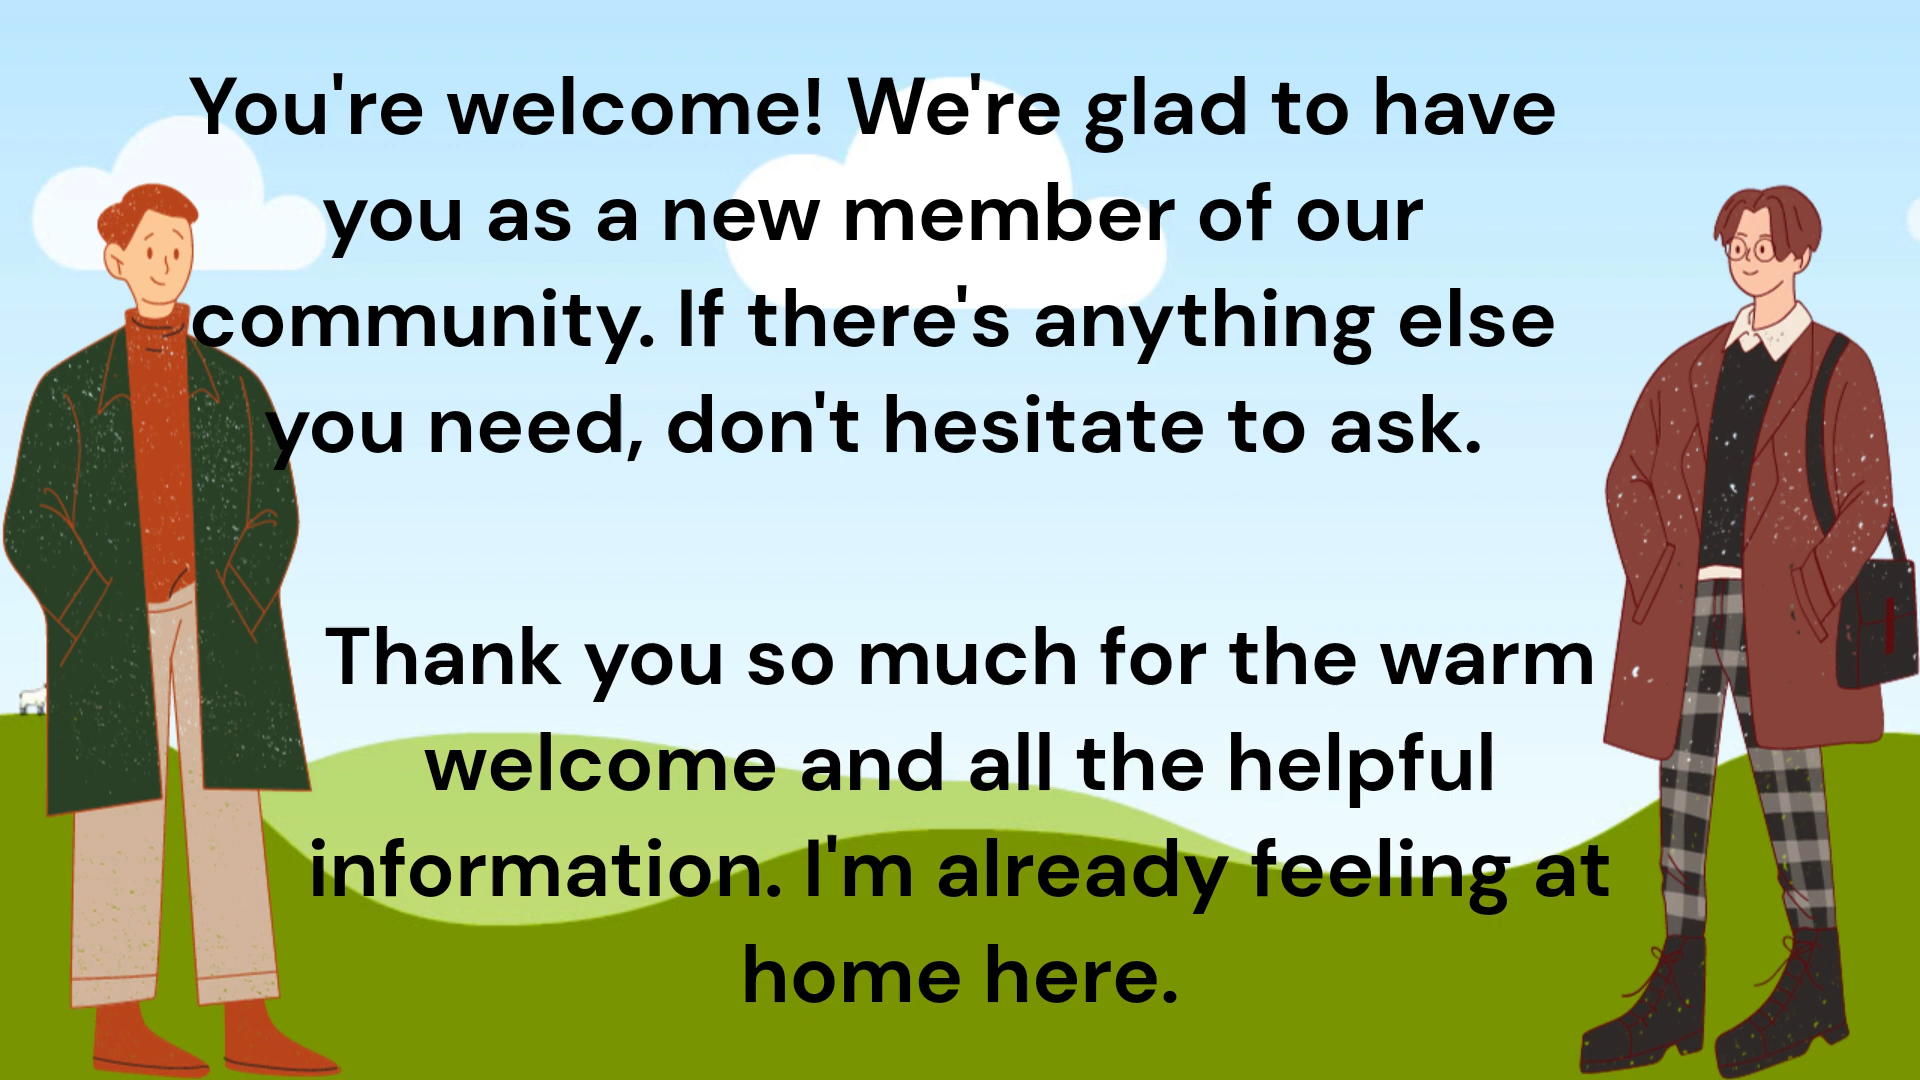 You're welcome! We're glad to have
you as a new member of our
community. If there's anything else
you need, don't hesitate to ask.
Thank you so much for the warm
welcome and all the helpful
information. I'm already feeling at
home here.